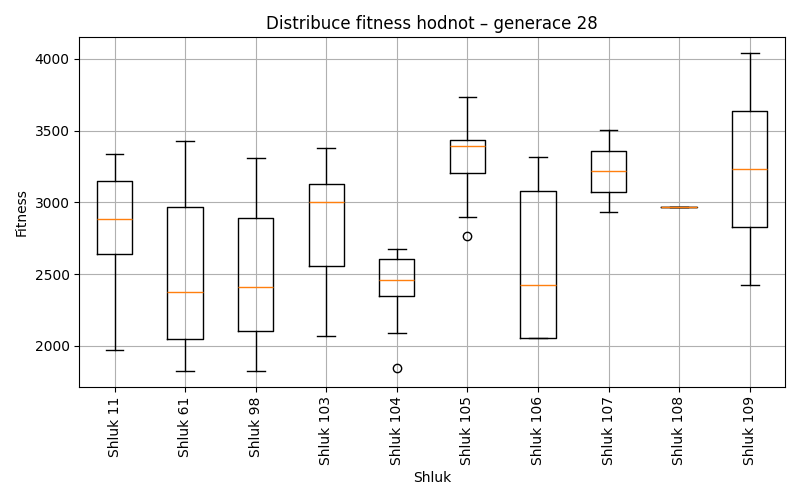 Distribuce fitness hodnot – generace 28
Fitness
4000
3500
3000
2500
2000
Shluk 11
Shluk 61
Shluk 98
Shluk 103
Shluk 104
Shluk 105
Shluk 106
Shluk 107
Shluk 108
Shluk 109
Shluk